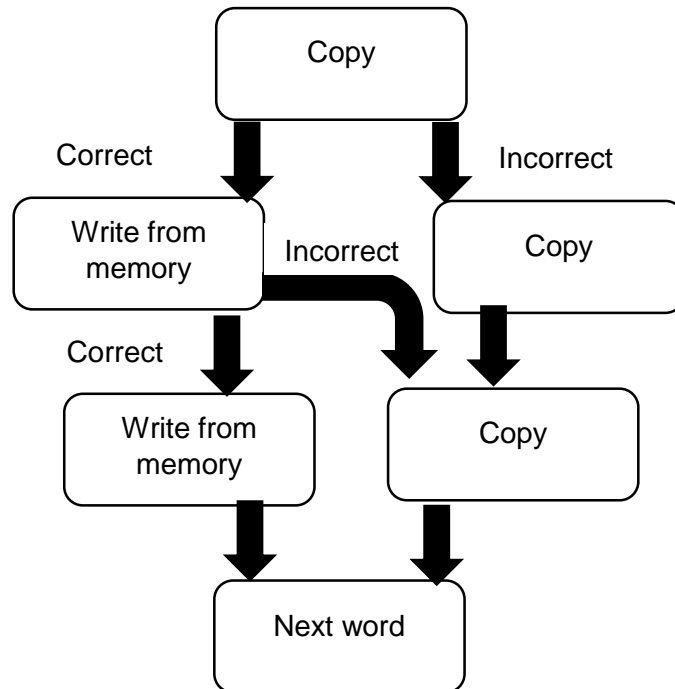 Copy
Correct
Incorrect
Write from
memory
Incorrect
Copy
Correct
Write from
memory
Copy
Next word